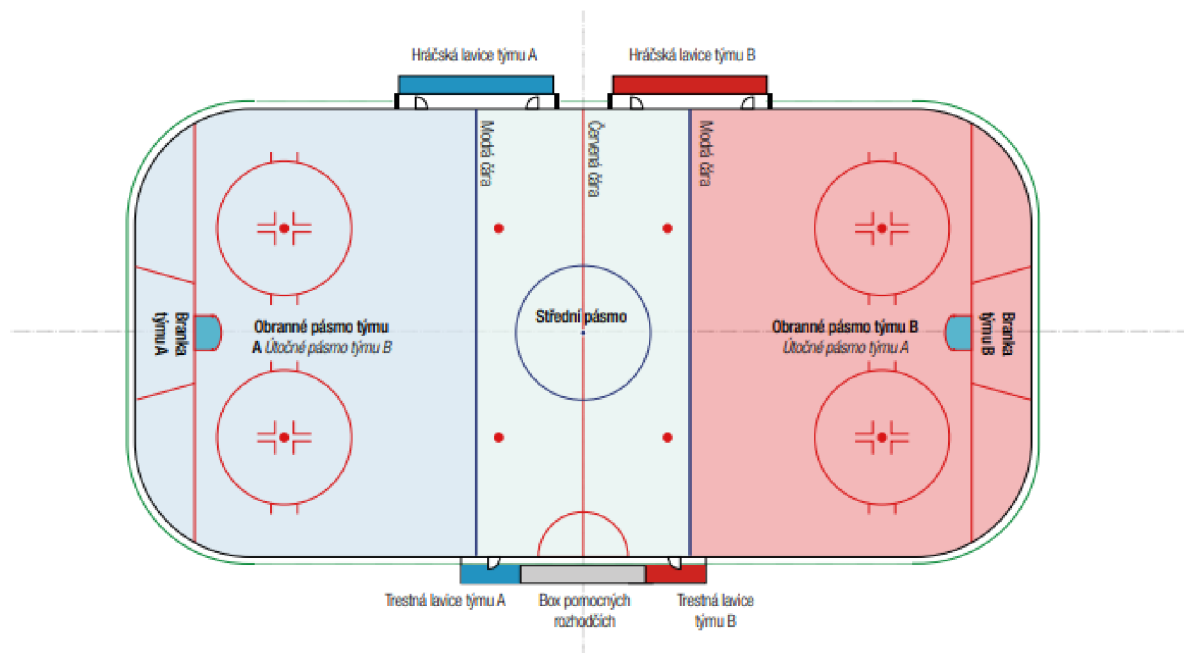 Hráčská lavice týmu A
Hráčská lavice týmu B
Modrá čára
Červená čára
Modrá čára
Branka
týmu A
Obranné pásmo týmu
A Útočné pásmo týmu B
Střední pásmo
Obranné pásmo týmu B
Útočné pásmo týmu A
Branka
týmu B
Trestná lavice týmu A
Box pomocných
rozhodčích
Trestná lavice
týmu B